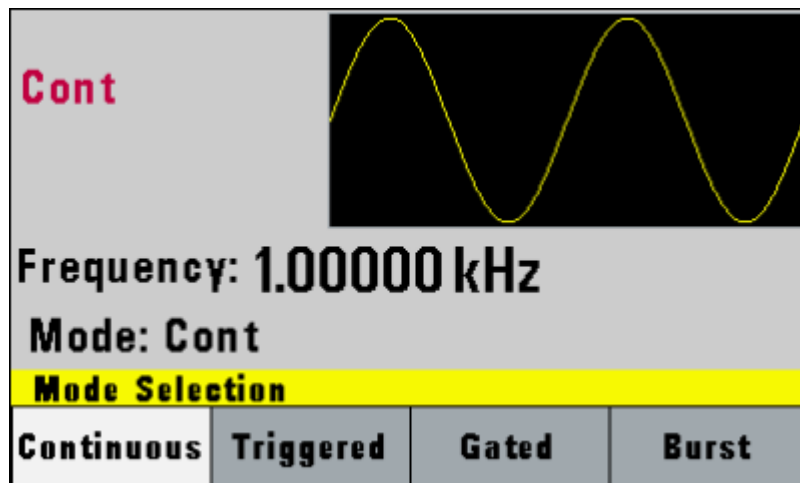 Cont
Frequency: 1.00000 kHz
Mode: Cont
Mode Selection
Continuous Triggered Gated Burst